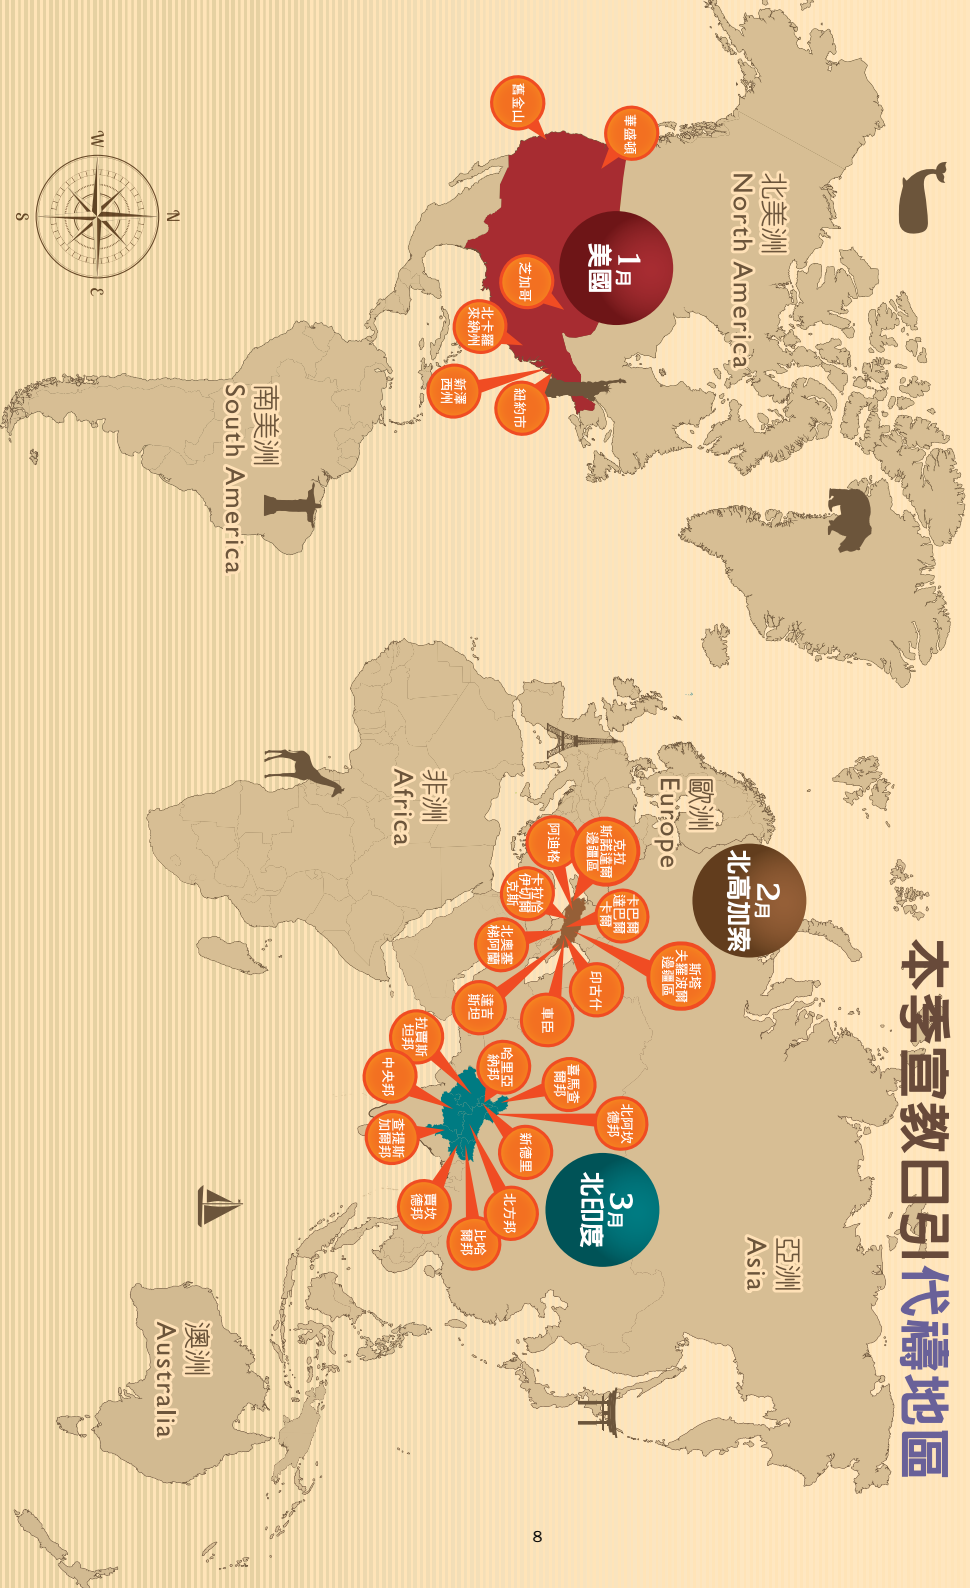 本季宣教日引代禱地區
北美洲
North America
1月
美國
華盛頓
舊金山
芝加哥
北卡羅
來納州
新澤
西州
紐約市
南美洲
South America
歐洲
Europe
非洲
Africa
2月
北高加索
克拉
斯諾達爾
邊疆區
阿迪格
卡巴爾
達巴爾
卡爾
卡拉恰
伊切爾
克斯
斯塔
夫羅波爾
邊疆區
北奧塞
梯阿蘭
印古什
車臣
達吉
斯坦
亞洲
Asia
3月
北印度
拉賈斯
坦邦
哈里亞
納邦
喜馬查
爾邦
北阿坎
德邦
中央邦
查提斯
加爾邦
新德里
賈坎
德邦
北方邦
比哈
爾邦
澳洲
Australia
N
W
E
S
8